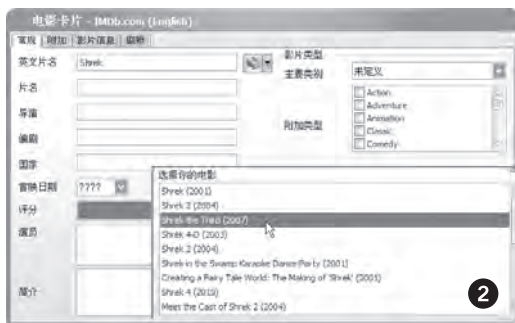 电影卡片 - IMDb.com (English)
常规 附加 影片信息 剧照
英文片名 Shrek
影片类型
主要类别 未定义
片名
导演
附加类型
Action
Adventure
Animation
Classic
Comedy
编剧
国家
首映日期 ????
评分
演员
简介
选择你的电影
Shrek (2001)
Shrek 2 (2004)
Shrek the Third (2007)
Shrek 4-D (2003)
Shrek 2 (2004)
Shrek in the Swamp Karaoke Dance Party (2001)
Creating a Fairy Tale World: The Making of 'Shrek' (2001)
Shrek 4 (2010)
Meet the Cast of Shrek 2 (2004)
2